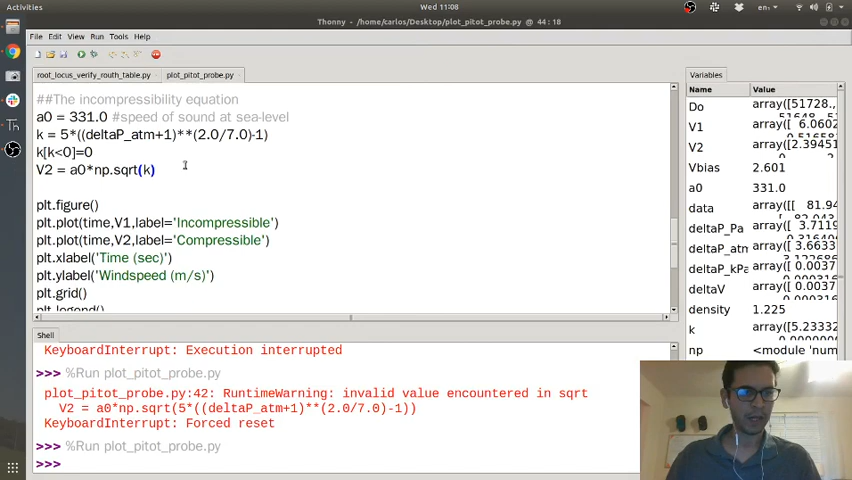 Activities
Wed 11:08
en₁
Thonny - /home/carlos/Desktop/plot_pitot_probe.py @ 44 : 18
File Edit View Run Tools Help
root_locus_verify_routh_table.py
plot_pitot_probe.py
##The incompressibility equation
a0 = 331.0 #speed of sound at sea-level
k = 5*((deltaP_atm+1)**(2.0/7.0)-1)
k[k<0]=0
V2 = a0*np.sqrt(k)
plt.figure()
plt.plot(time,V1,label='Incompressible')
plt.plot(time,V2,label='Compressible')
plt.xlabel('Time (sec)')
plt.ylabel('Windspeed (m/s)')
plt.grid()
plt.legend()
Shell
KeyboardInterrupt: Execution interrupted
>>> %Run plot_pitot_probe.py
plot_pitot_probe.py:42: RuntimeWarning: invalid value encountered in sqrt
V2 = a0*np.sqrt(5*((deltaP_atm+1)**(2.0/7.0)-1))
KeyboardInterrupt: Forced reset
>>> %Run plot_pitot_probe.py
>>>
Variables
Name Value
Do array([51728.,
V1 array([ 6.0602
V2 array([ 2.39451
Vbias 2.601
a0 331.0
data array([[ 81.94
deltaP_Pa array([ 3.7119
deltaP_atm array([ 3.6633
deltaP_kPa array([ 0.0037
deltaV array([ 0.0037
density 1.225
k array([5.23332
np <module 'num